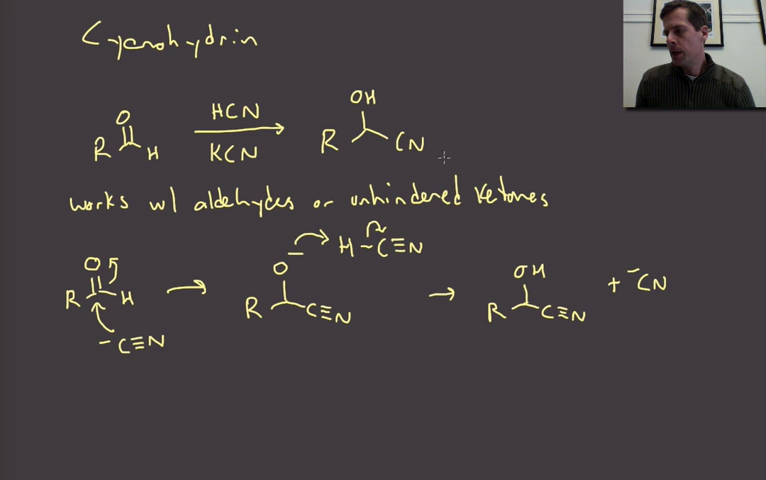 Cyanohydrin
O
R H
HCN
KCN
OH
R CN
works w/ aldehydes or unhindered ketones
O
R H
-C≡N
O-
R C≡N
H-C≡N
OH
R C≡N
+ -CN